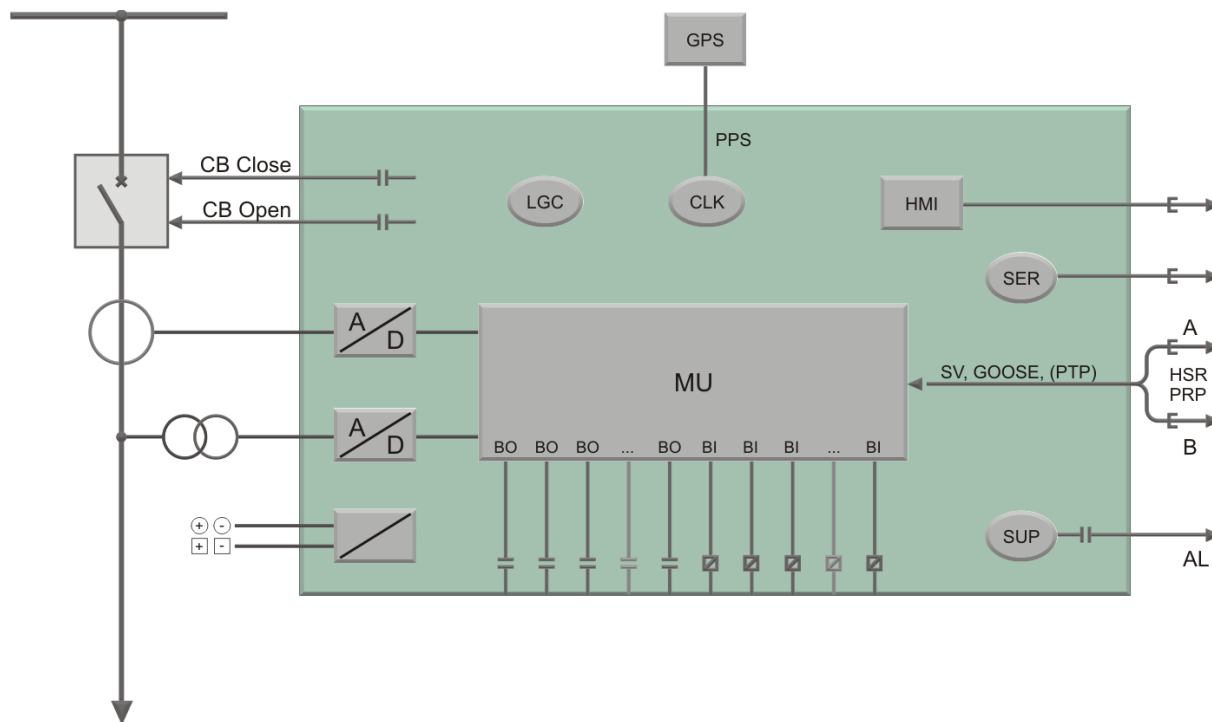 GPS
PPS
CB Close
CB Open
LGC
CLK
HMI
SER
A
D
MU
SV, GOOSE, (PTP)
A
HSR
PRP
B
A
D
BO BO BO ... BO BI BI BI ... BI
+ -
+ -
SUP
AL